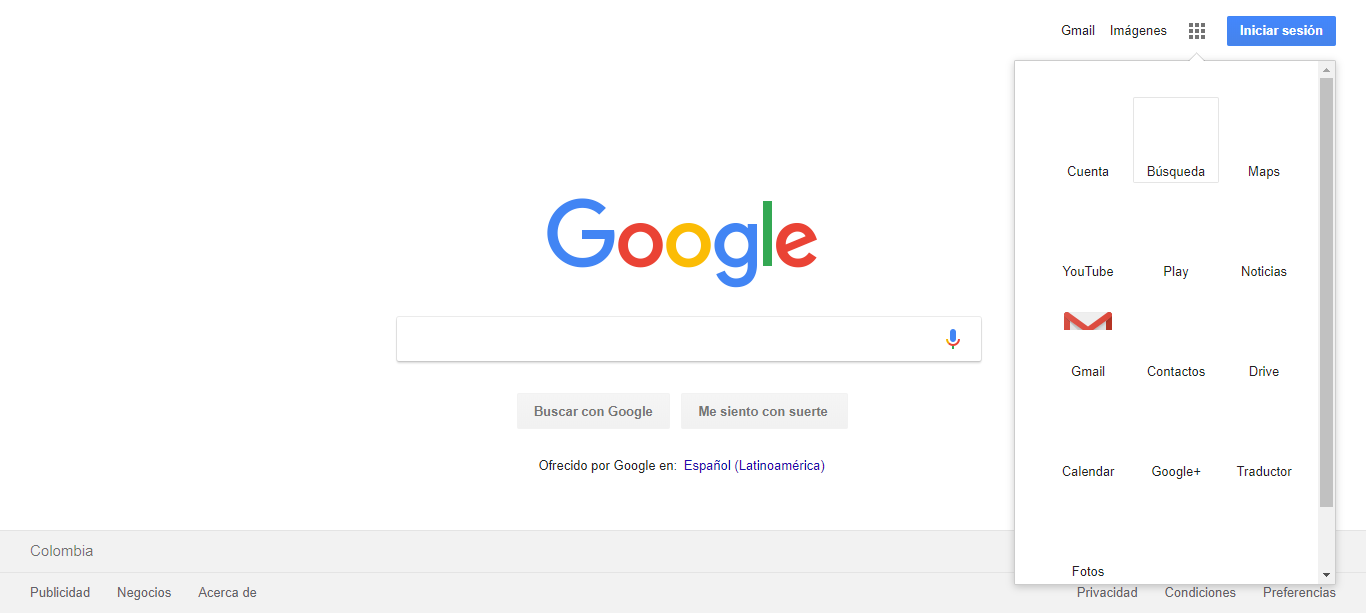 Gmail Imágenes Iniciar sesión
Cuenta Búsqueda Maps
YouTube Play Noticias
Gmail Contactos Drive
Calendar Google+ Traductor
Fotos
Google
Buscar con Google Me siento con suerte
Ofrecido por Google en: Español (Latinoamérica)
Colombia
Publicidad Negocios Acerca de Privacidad Condiciones Preferencias